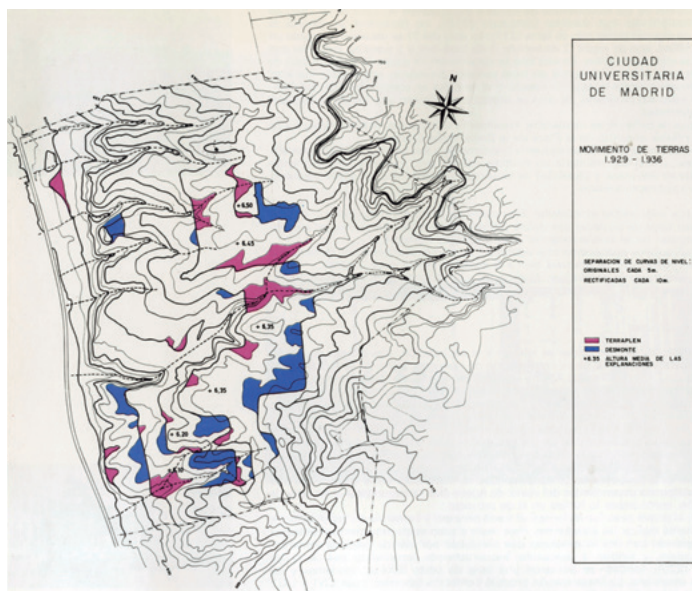 CIUDAD
UNIVERSITARIA
DE MADRID
N
MOVIMIENTO DE TIERRAS
1.929 - 1.936
+6,50
+6,45
SEPARACION DE CURVAS DE NIVEL:
ORIGINALES CADA 5m.
RECTIFICADAS CADA 10m.
+6,35
TERRAPLEN
DESMONTE
+6,35 ALTURA MEDIA DE LAS
EXPLANACIONES
+6,35
+6,25